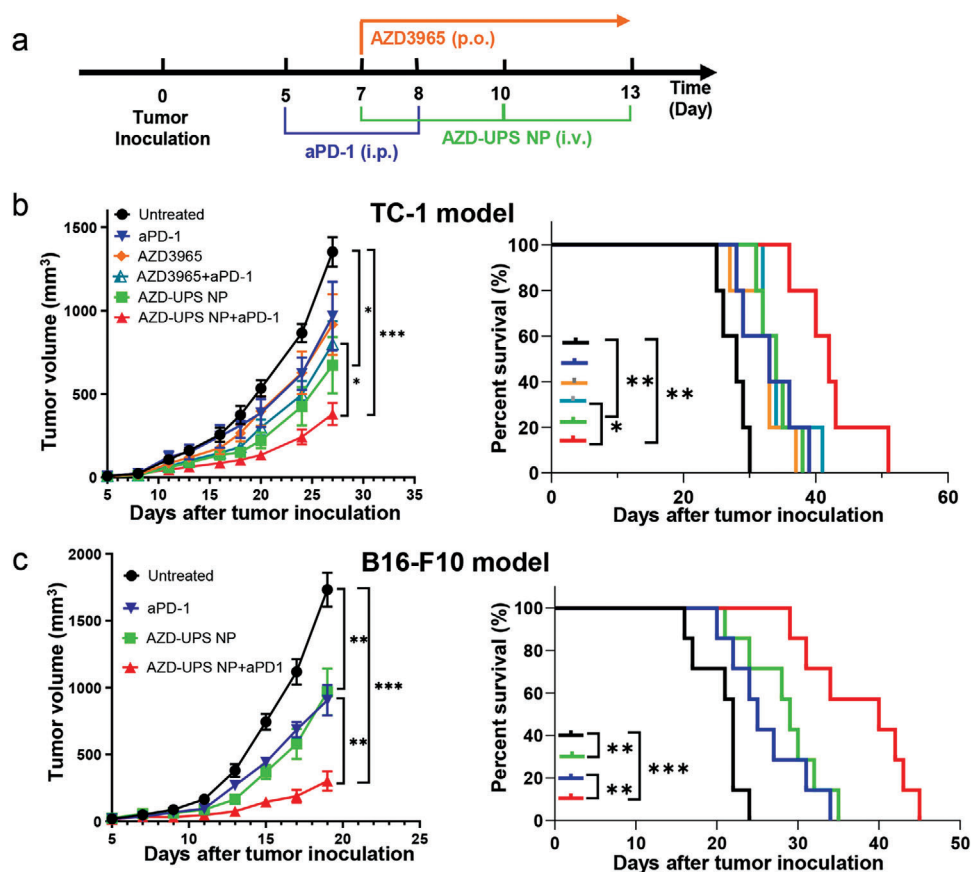 a
AZD3965 (p.o.)
0 5 7 8 10 13 Time
(Day)
Tumor
Inoculation
aPD-1 (i.p.)
AZD-UPS NP (i.v.)
b
TC-1 model
Tumor volume (mm³)
1500
1000
500
0
Untreated
aPD-1
AZD3965
AZD3965+aPD-1
AZD-UPS NP
AZD-UPS NP+aPD-1
*
***
*
5 10 15 20 25 30 35
Days after tumor inoculation
Percent survival (%)
100
80
60
40
20
0
**
**
*
0 20 40 60
Days after tumor inoculation
c
B16-F10 model
Tumor volume (mm³)
2000
1500
1000
500
0
Untreated
aPD-1
AZD-UPS NP
AZD-UPS NP+aPD1
**
***
**
5 10 15 20 25
Days after tumor inoculation
Percent survival (%)
100
80
60
40
20
0
**
***
**
0 10 20 30 40 50
Days after tumor inoculation